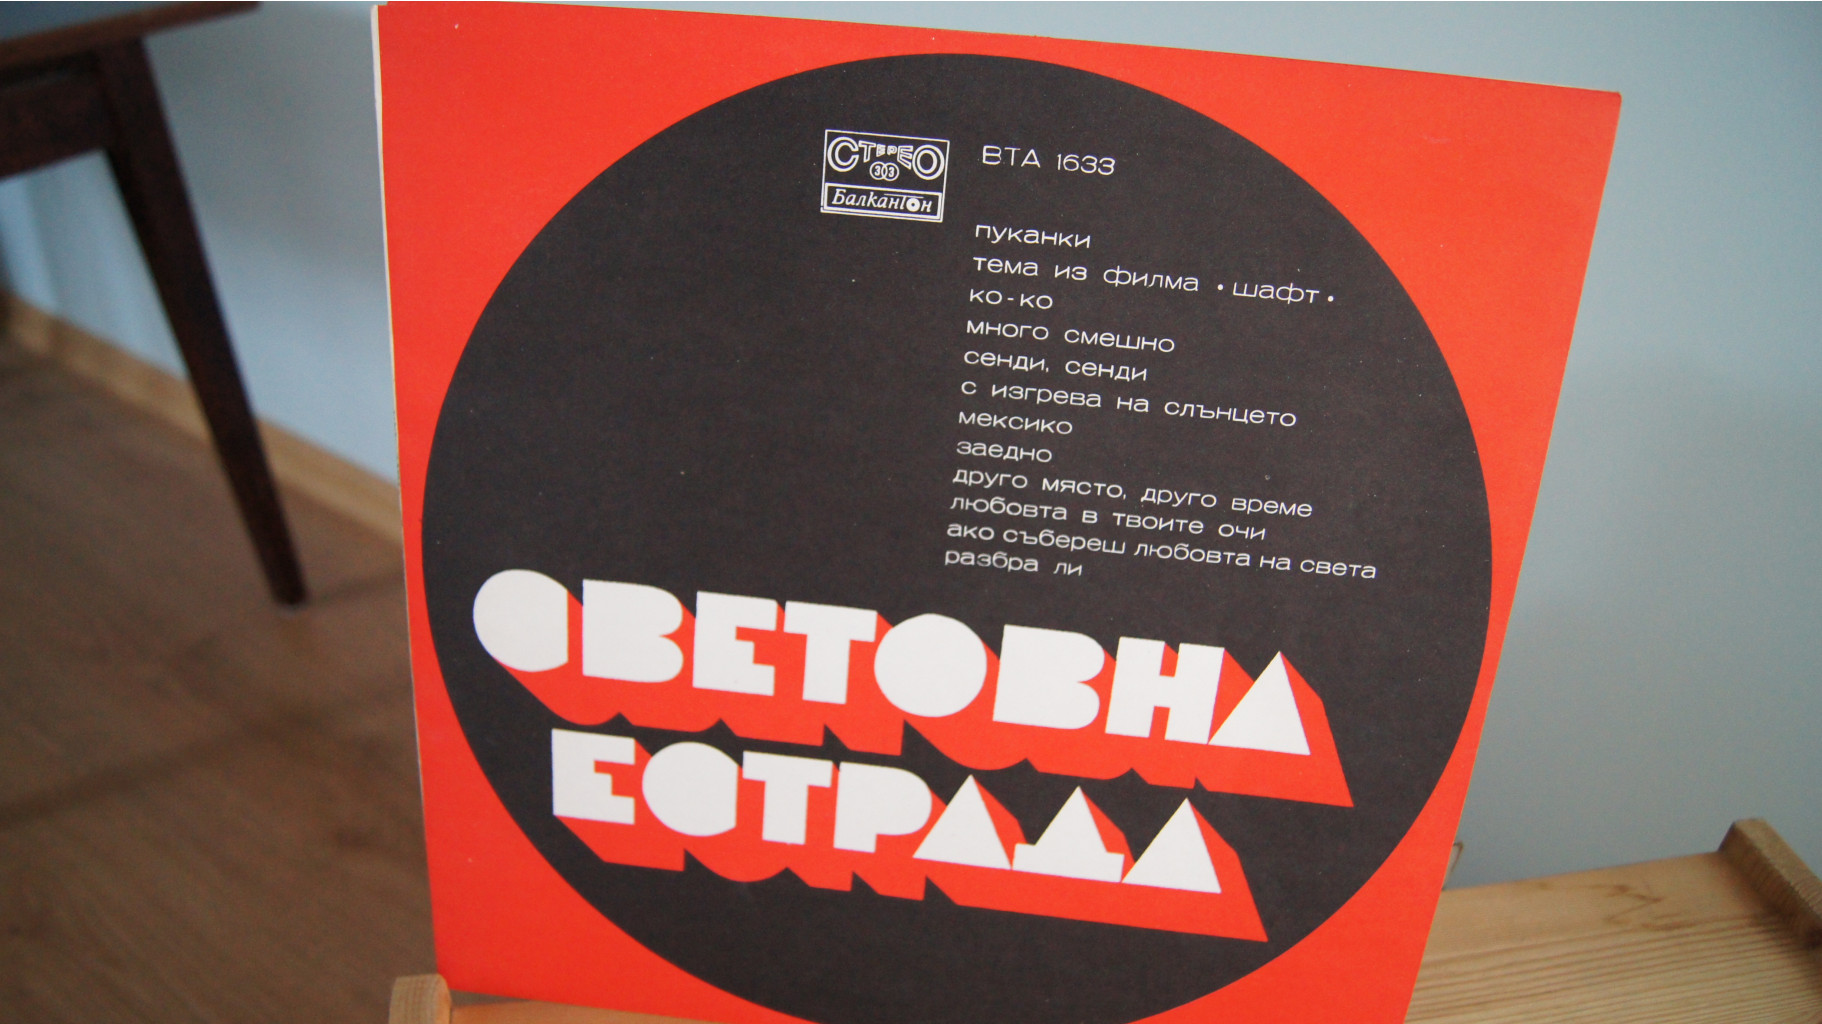 СТЕРЕО
33
Балкантон
ВТА 1633
пуканки
тема из филма •шафт•
ко-ко
много смешно
сенди, сенди
с изгрева на слънцето
мексико
заедно
друго място, друго време
любовта в твоите очи
ако събереш любовта на света
разбра ли
СВЕТОВНА
ЕСТРАДА